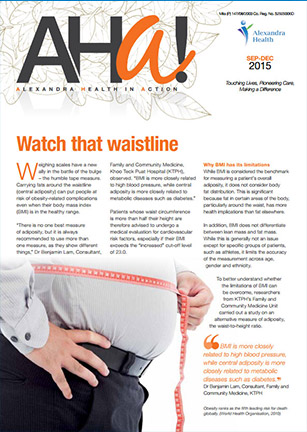 AHa!
ALEXANDRA HEALTH IN ACTION
Alexandra
Health
SEP-DEC
2015
Touching Lives, Pioneering Care,
Making a Difference
Watch that waistline
Weighing scales have a new
ally in the battle of the bulge
– the humble tape measure.
Carrying fats around the waistline
(central adiposity) can put people at
risk of obesity-related complications
even when their body mass index
(BMI) is in the healthy range.
"There is no one best measure
of adiposity, but it is always
recommended to use more than
one measure, as they show different
things," Dr Benjamin Lam, Consultant,
Family and Community Medicine,
Khoo Teck Puat Hospital (KTPH),
observed. "BMI is more closely related
to high blood pressure, while central
adiposity is more closely related to
metabolic diseases such as diabetes."
Patients whose waist circumference
is more than half their height are
therefore advised to undergo a
medical evaluation for cardiovascular
risk factors, especially if their BMI
exceeds the "increased" cut-off level
of 23.0.
Why BMI has its limitations
While BMI is considered the benchmark
for measuring a patient's overall
adiposity, it does not consider body
fat distribution. This is significant
because fat in certain areas of the body,
particularly around the waist, has more
health implications than fat elsewhere.
In addition, BMI does not differentiate
between lean mass and fat mass.
While this is generally not an issue
except for specific groups of patients,
such as athletes, it limits the accuracy
of the measurement across age,
gender and ethnicity.
To better understand whether
the limitations of BMI can
be overcome, researchers
from KTPH's Family and
Community Medicine Unit
carried out a study on an
alternative measure of adiposity,
the waist-to-height ratio.
"BMI is more closely
related to high blood pressure,
while central adiposity is more
closely related to metabolic
diseases such as diabetes."
Dr Benjamin Lam, Consultant, Family and
Community Medicine, KTPH
Obesity ranks as the fifth leading risk for death
globally. (World Health Organisation, 2015)